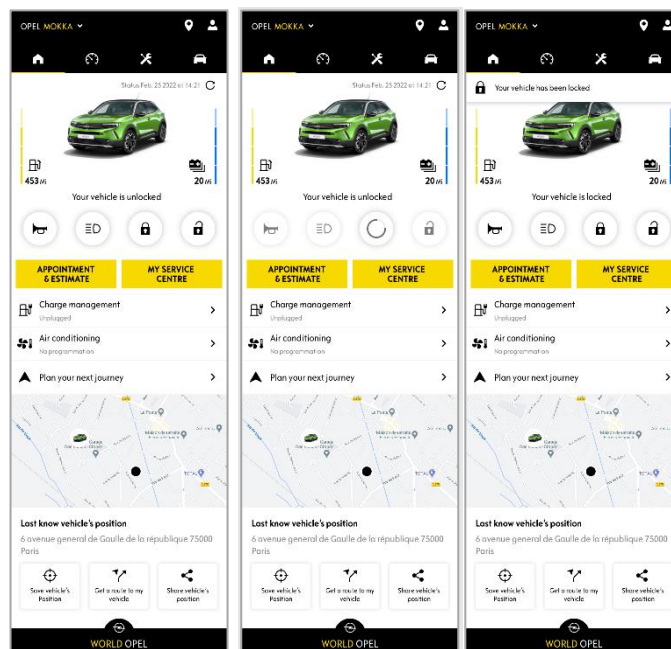 OPEL MOKKA
Status Feb. 25 2022 at 14:21
453 mi
20 mi
Your vehicle is unlocked
APPOINTMENT
& ESTIMATE
MY SERVICE
CENTRE
Charge management
Unplugged
Air conditioning
No programmation
Plan your next journey
TOTAL
Last know vehicle's position
6 avenue general de Gaulle de la république 75000
Paris
Save vehicle's
Position
Get a route to my
vehicle
Share vehicle's
position
WORLD OPEL
OPEL MOKKA
Status Feb. 25 2022 at 14:21
453 mi
20 mi
Your vehicle is unlocked
APPOINTMENT
& ESTIMATE
MY SERVICE
CENTRE
Charge management
Unplugged
Air conditioning
No programmation
Plan your next journey
TOTAL
Last know vehicle's position
6 avenue general de Gaulle de la république 75000
Paris
Save vehicle's
Position
Get a route to my
vehicle
Share vehicle's
position
WORLD OPEL
OPEL MOKKA
Your vehicle has been locked
453 mi
20 mi
Your vehicle is locked
APPOINTMENT
& ESTIMATE
MY SERVICE
CENTRE
Charge management
Unplugged
Air conditioning
No programmation
Plan your next journey
TOTAL
Last know vehicle's position
6 avenue general de Gaulle de la république 75000
Paris
Save vehicle's
Position
Get a route to my
vehicle
Share vehicle's
position
WORLD OPEL